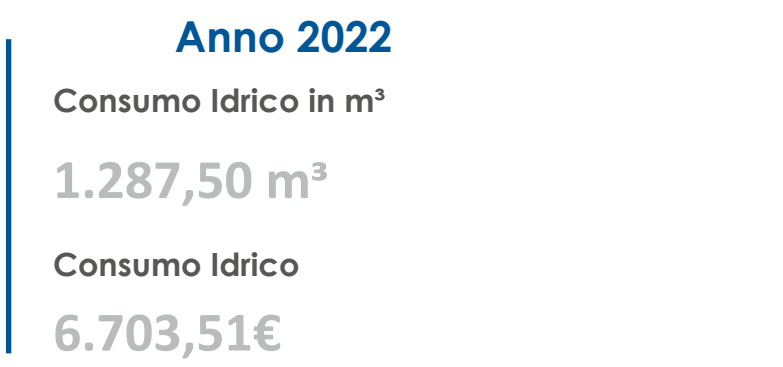 Anno 2022
Consumo Idrico in m³
1.287,50 m³
Consumo Idrico
6.703,51€